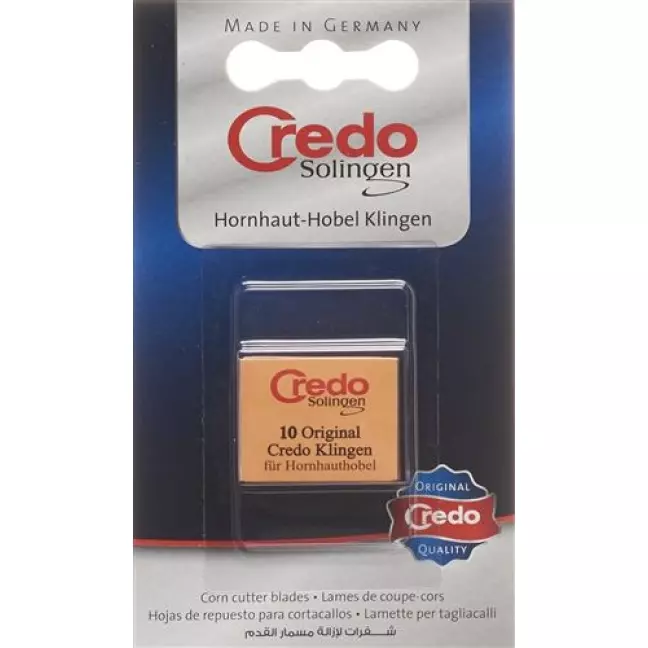 MADE IN GERMANY
Credo
Solingen
Hornhaut-Hobel Klingen
Credo
Solingen
10 Original
Credo Klingen
für Hornhauthobel
ORIGINAL
Credo
QUALITY
Corn cutter blades • Lames de coupe-cors
Hojas de repuesto para cortacallos • Lamette per tagliacalli
شفرات لإزالة مسمار القدم